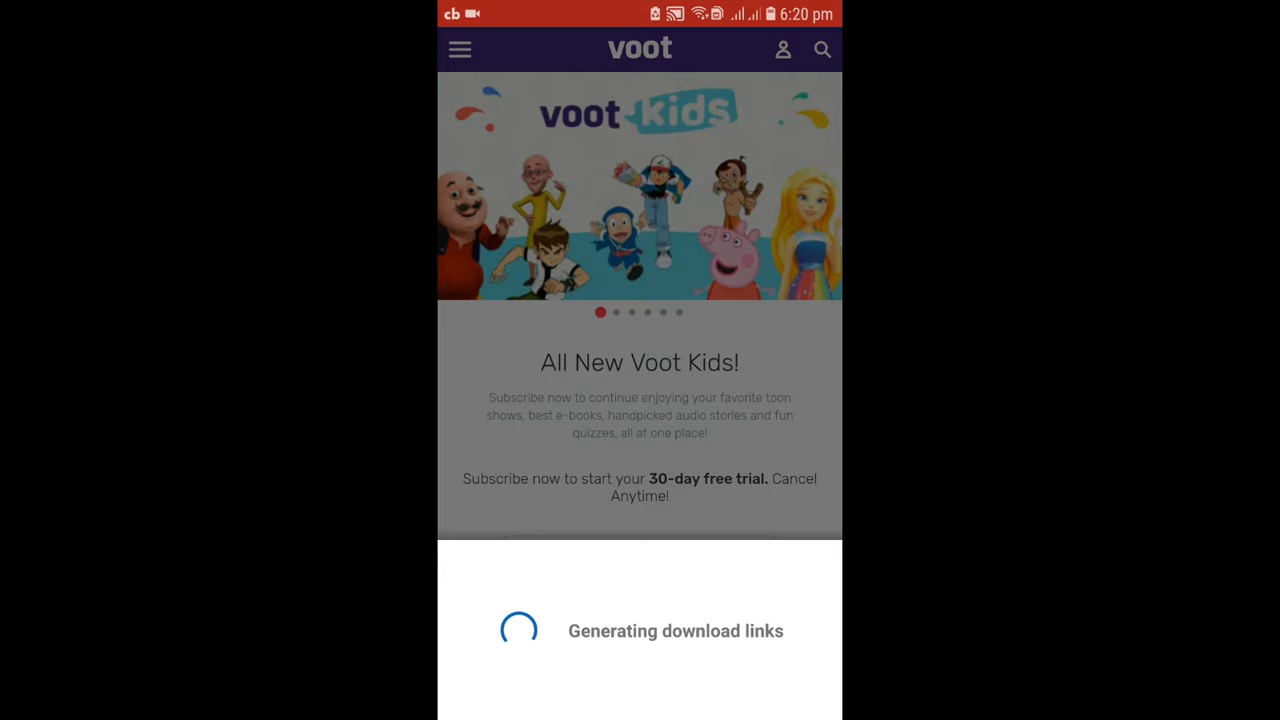 cb 6:20 pm
voot
voot kids
All New Voot Kids!
Subscribe now to continue enjoying your favorite toon
shows, best e-books, handpicked audio stories and fun
quizzes, all at one place!
Subscribe now to start your 30-day free trial. Cancel
Anytime!
Generating download links